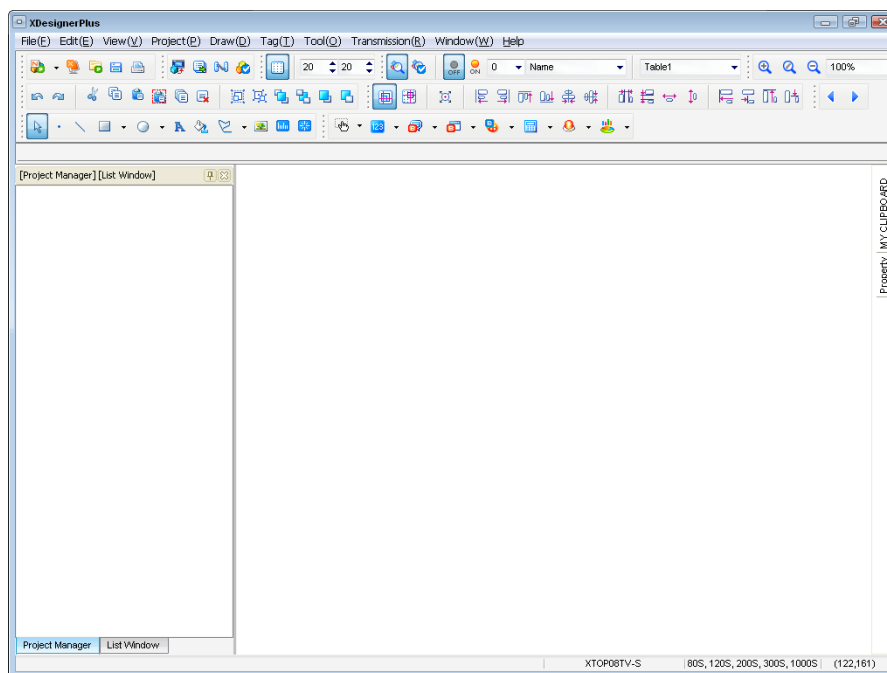 XDesignerPlus
File(F) Edit(E) View(V) Project(P) Draw(D) Tag(T) Tool(O) Transmission(R) Window(W) Help
20 20 OFF ON 0 Name Table1 100%
A 123
[Project Manager] [List Window]
MY CLIPBOARD
Property
Project Manager List Window
XTOP08TV-S 80S, 120S, 200S, 300S, 1000S (122,161)